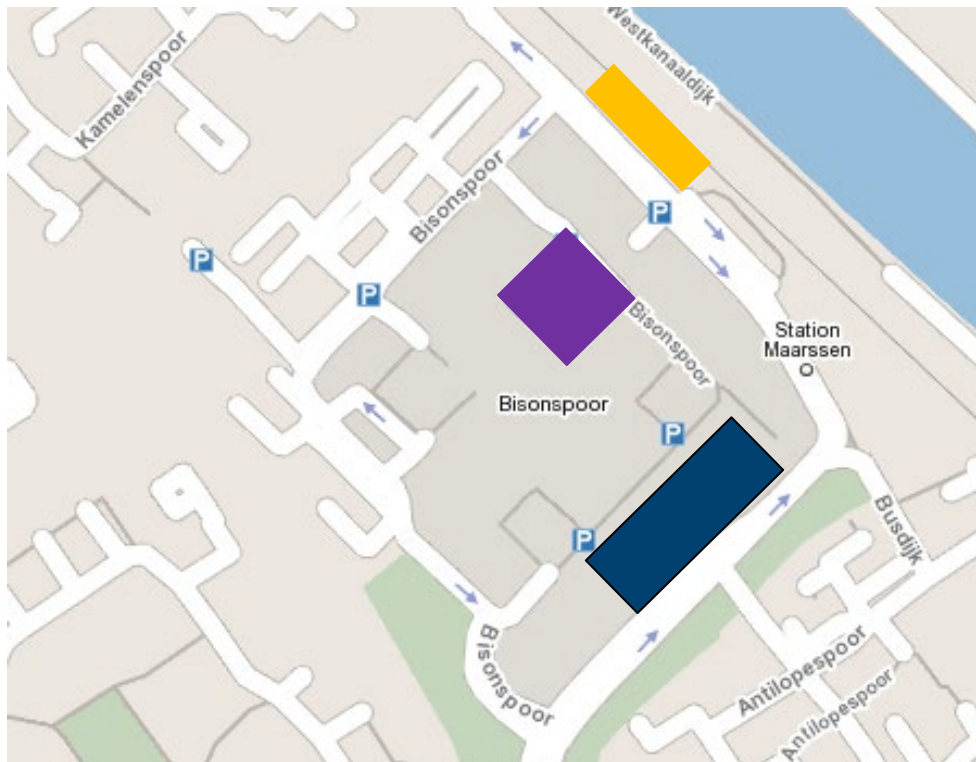 Westkanaaldijk
Kamelenspoor
Bisonspoor
P
P
P
Bisonspoor
Station
Maarssen
Bisonspoor
P
P
Busdijk
Bisonspoor
Antilopespoor
Antilopespoor